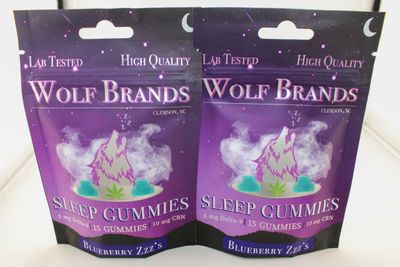 Lab Tested High Quality
Wolf Brands
Clemson, SC
Z Z Z
Sleep Gummies
5 mg Delta-9 | 15 Gummies | 10 mg CBN
Blueberry Zzz's
Lab Tested High Quality
Wolf Brands
Clemson, SC
Z Z Z
Sleep Gummies
5 mg Delta-9 | 15 Gummies | 10 mg CBN
Blueberry Zzz's